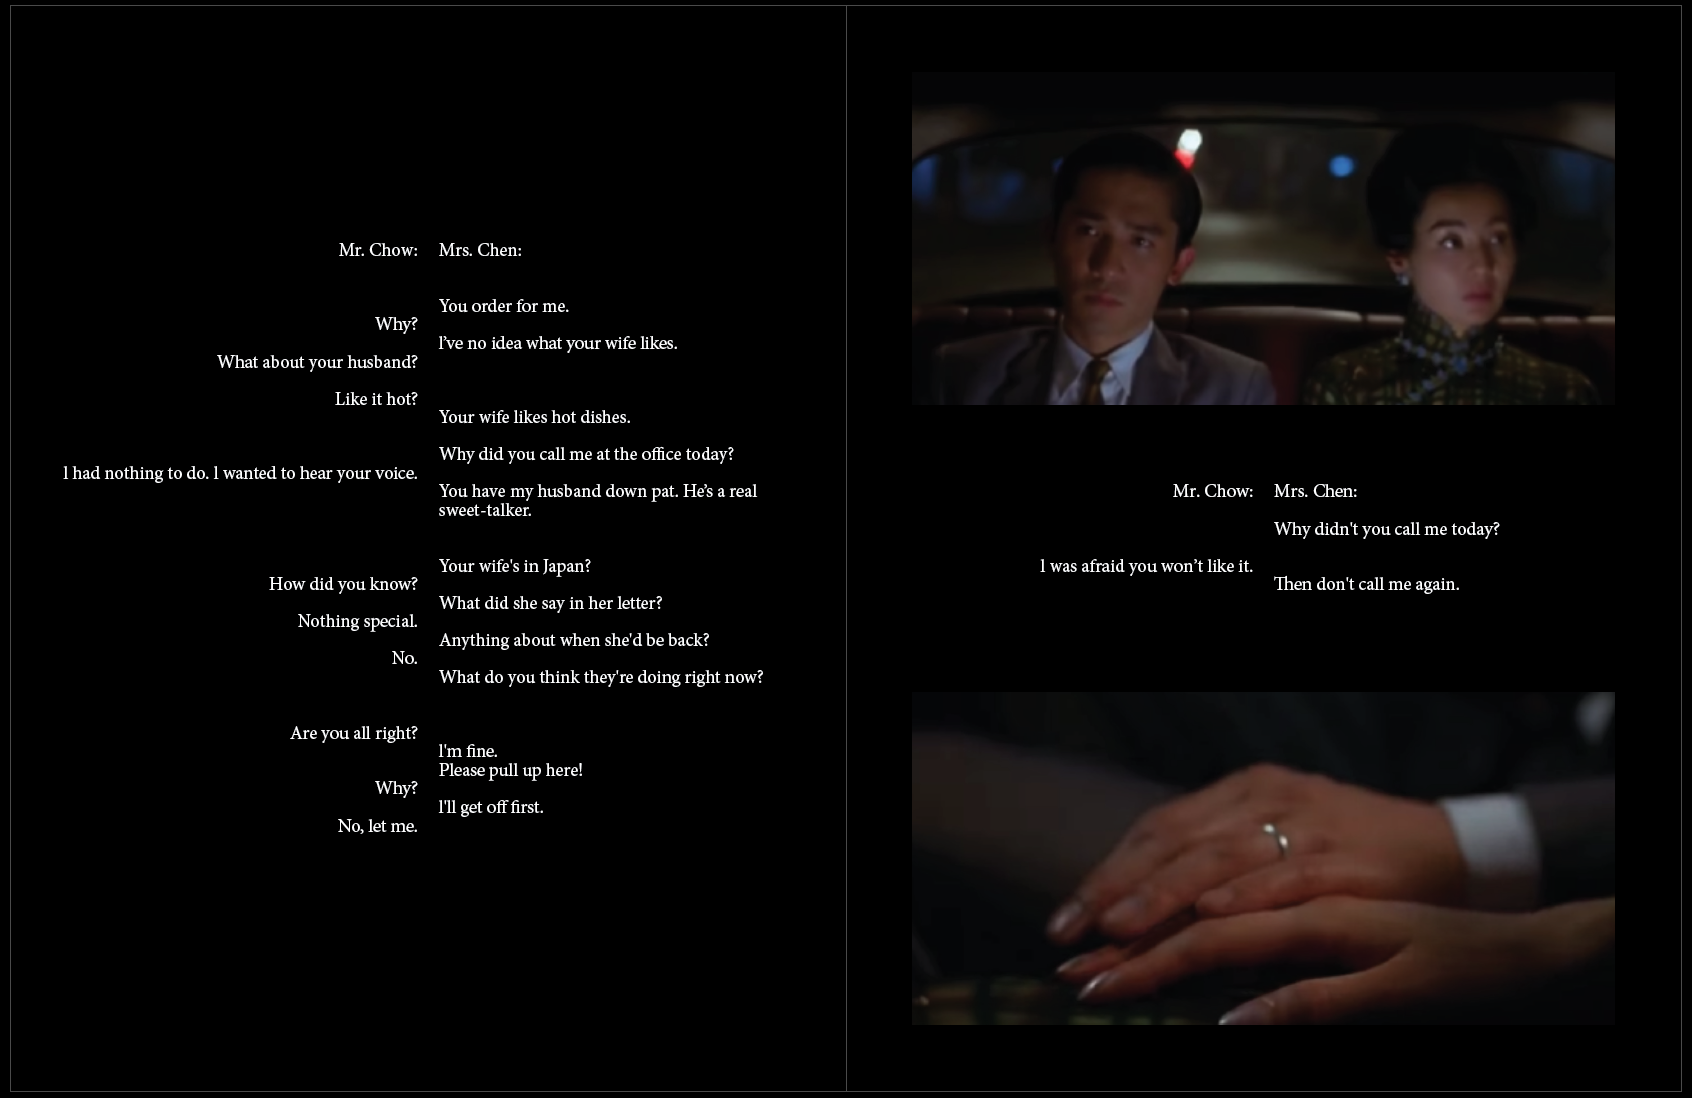 Mr. Chow: Mrs. Chen:
You order for me.
Why?
I’ve no idea what your wife likes.
What about your husband?
Like it hot?
Your wife likes hot dishes.
Why did you call me at the office today?
I had nothing to do. I wanted to hear your voice.
You have my husband down pat. He’s a real
sweet-talker.
Your wife's in Japan?
How did you know?
What did she say in her letter?
Nothing special.
Anything about when she'd be back?
No.
What do you think they're doing right now?
Are you all right?
I'm fine.
Please pull up here!
Why?
I'll get off first.
No, let me.
Mr. Chow: Mrs. Chen:
Why didn't you call me today?
I was afraid you won’t like it.
Then don't call me again.